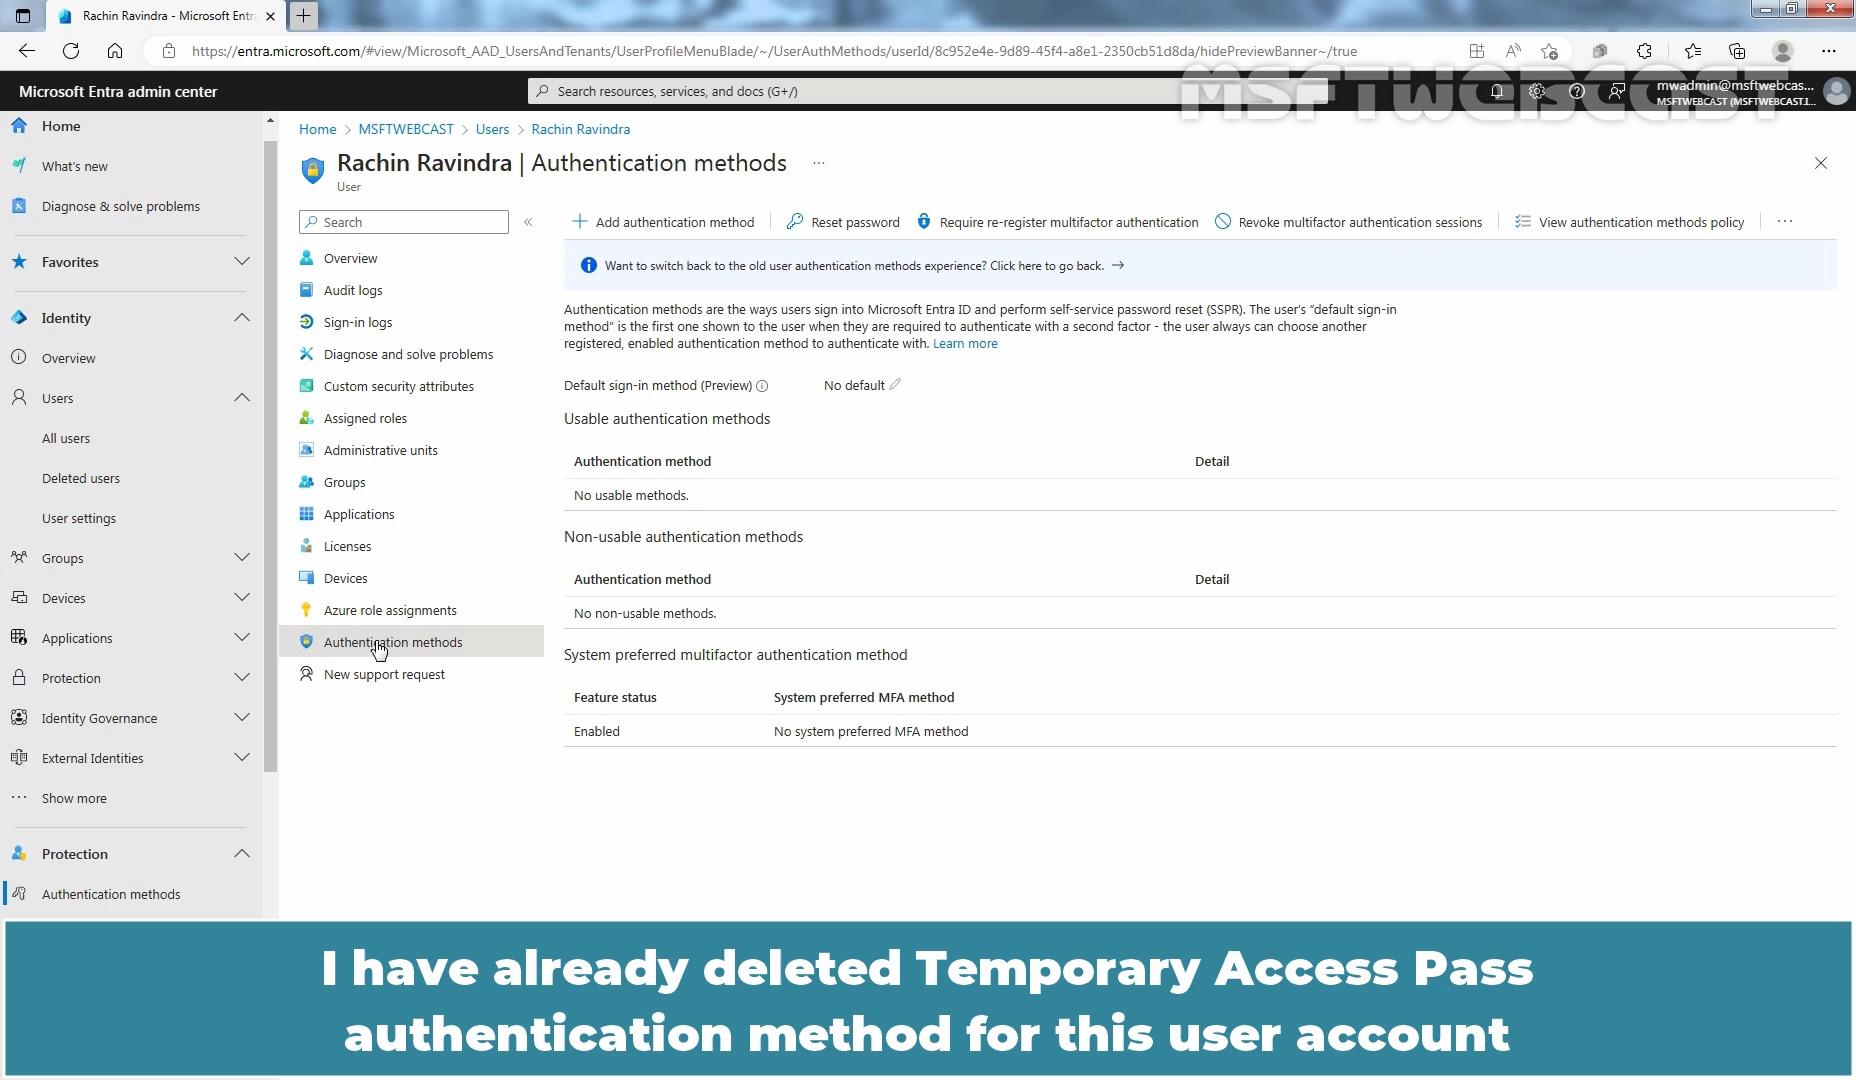 Rachin Ravindra - Microsoft Entra
https://entra.microsoft.com/#view/Microsoft_AAD_UsersAndTenants/UserProfileMenuBlade/~/UserAuthMethods/userId/8c952e4e-9d89-45f4-a8e1-2350cb51d8da/hidePreviewBanner~/true
Microsoft Entra admin center
Search resources, services, and docs (G+/)
MSFTWEBCAST
mwadmin@msftwebcas...
MSFTWEBCAST (MSFTWEBCAST.I...
Home
What's new
Diagnose & solve problems
Favorites
Identity
Overview
Users
All users
Deleted users
User settings
Groups
Devices
Applications
Protection
Identity Governance
External Identities
Show more
Protection
Authentication methods
Home > MSFTWEBCAST > Users > Rachin Ravindra
Rachin Ravindra | Authentication methods ...
User
Search
Overview
Audit logs
Sign-in logs
Diagnose and solve problems
Custom security attributes
Assigned roles
Administrative units
Groups
Applications
Licenses
Devices
Azure role assignments
Authentication methods
New support request
Add authentication method
Reset password
Require re-register multifactor authentication
Revoke multifactor authentication sessions
View authentication methods policy
Want to switch back to the old user authentication methods experience? Click here to go back. →
Authentication methods are the ways users sign into Microsoft Entra ID and perform self-service password reset (SSPR). The user's “default sign-in
method” is the first one shown to the user when they are required to authenticate with a second factor - the user always can choose another
registered, enabled authentication method to authenticate with. Learn more
Default sign-in method (Preview) No default
Usable authentication methods
Authentication method Detail
No usable methods.
Non-usable authentication methods
Authentication method Detail
No non-usable methods.
System preferred multifactor authentication method
Feature status System preferred MFA method
Enabled No system preferred MFA method
I have already deleted Temporary Access Pass
authentication method for this user account